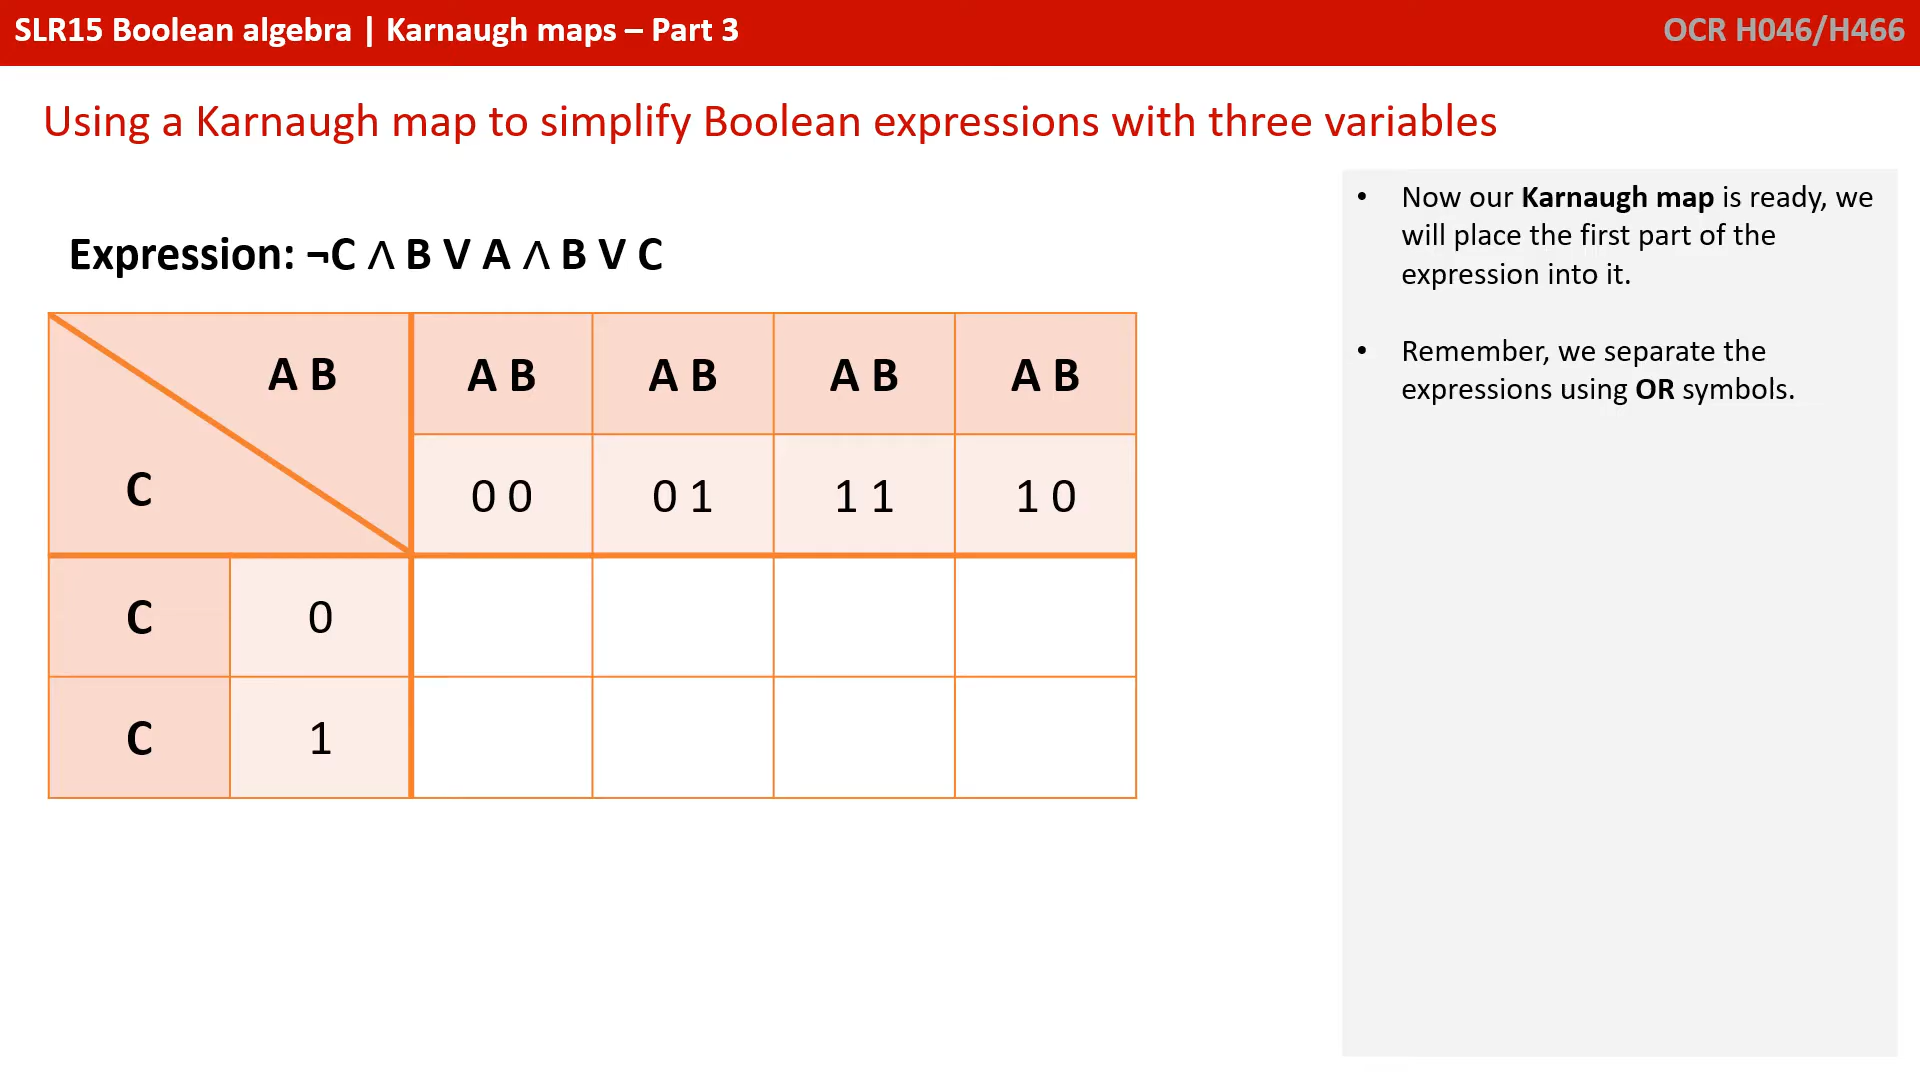 SLR15 Boolean algebra | Karnaugh maps – Part 3
OCR H046/H466
Using a Karnaugh map to simplify Boolean expressions with three variables
Expression: ¬C ∧ B V A ∧ B V C
A B
C
A B A B A B A B
0 0 0 1 1 1 1 0
C 0
C 1
• Now our Karnaugh map is ready, we
will place the first part of the
expression into it.
• Remember, we separate the
expressions using OR symbols.